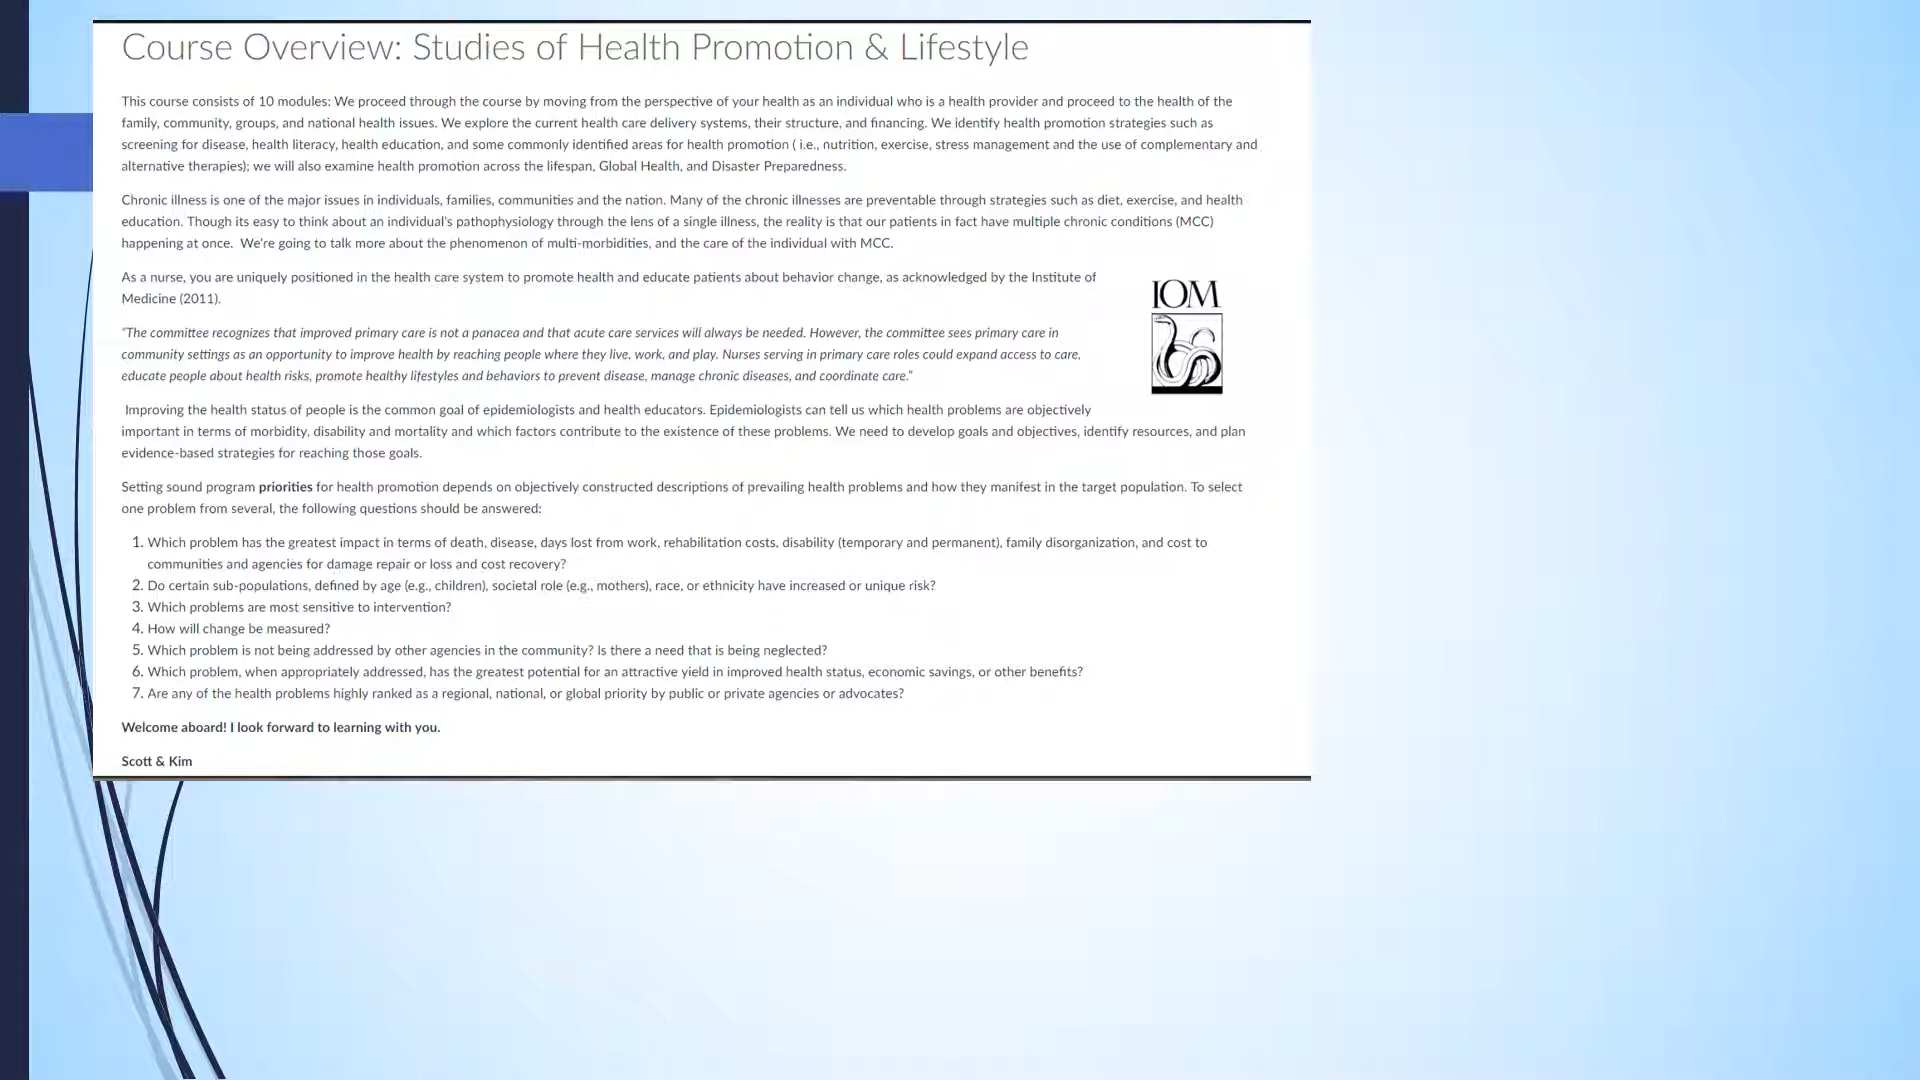 Course Overview: Studies of Health Promotion & Lifestyle
This course consists of 10 modules: We proceed through the course by moving from the perspective of your health as an individual who is a health provider and proceed to the health of the
family, community, groups, and national health issues. We explore the current health care delivery systems, their structure, and financing. We identify health promotion strategies such as
screening for disease, health literacy, health education, and some commonly identified areas for health promotion ( i.e., nutrition, exercise, stress management and the use of complementary and
alternative therapies); we will also examine health promotion across the lifespan, Global Health, and Disaster Preparedness.
Chronic illness is one of the major issues in individuals, families, communities and the nation. Many of the chronic illnesses are preventable through strategies such as diet, exercise, and health
education. Though its easy to think about an individual's pathophysiology through the lens of a single illness, the reality is that our patients in fact have multiple chronic conditions (MCC)
happening at once. We're going to talk more about the phenomenon of multi-morbidities, and the care of the individual with MCC.
As a nurse, you are uniquely positioned in the health care system to promote health and educate patients about behavior change, as acknowledged by the Institute of
Medicine (2011).
IOM
"The committee recognizes that improved primary care is not a panacea and that acute care services will always be needed. However, the committee sees primary care in
community settings as an opportunity to improve health by reaching people where they live, work, and play. Nurses serving in primary care roles could expand access to care,
educate people about health risks, promote healthy lifestyles and behaviors to prevent disease, manage chronic diseases, and coordinate care."
Improving the health status of people is the common goal of epidemiologists and health educators. Epidemiologists can tell us which health problems are objectively
important in terms of morbidity, disability and mortality and which factors contribute to the existence of these problems. We need to develop goals and objectives, identify resources, and plan
evidence-based strategies for reaching those goals.
Setting sound program priorities for health promotion depends on objectively constructed descriptions of prevailing health problems and how they manifest in the target population. To select
one problem from several, the following questions should be answered:
1. Which problem has the greatest impact in terms of death, disease, days lost from work, rehabilitation costs, disability (temporary and permanent), family disorganization, and cost to
communities and agencies for damage repair or loss and cost recovery?
2. Do certain sub-populations, defined by age (e.g., children), societal role (e.g., mothers), race, or ethnicity have increased or unique risk?
3. Which problems are most sensitive to intervention?
4. How will change be measured?
5. Which problem is not being addressed by other agencies in the community? Is there a need that is being neglected?
6. Which problem, when appropriately addressed, has the greatest potential for an attractive yield in improved health status, economic savings, or other benefits?
7. Are any of the health problems highly ranked as a regional, national, or global priority by public or private agencies or advocates?
Welcome aboard! I look forward to learning with you.
Scott & Kim